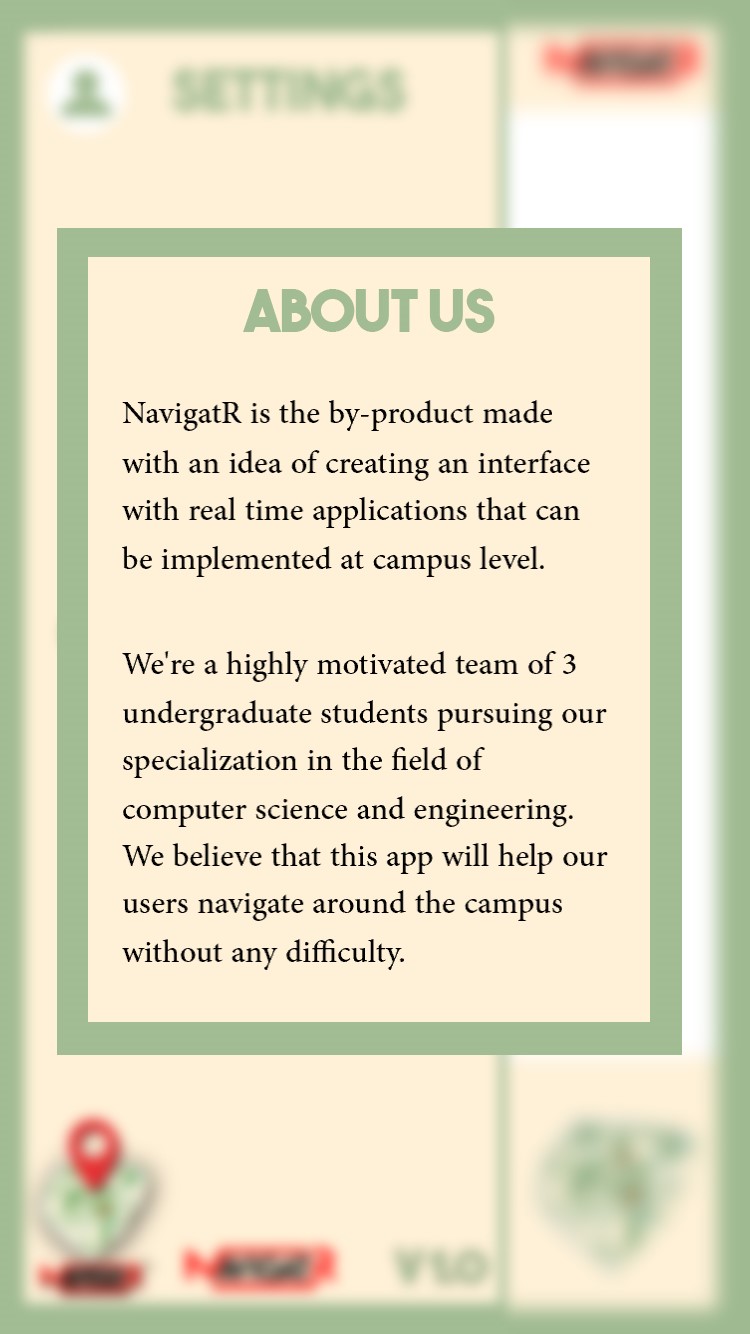 SETTINGS
NAVIGATR
ABOUT US
NavigatR is the by-product made
with an idea of creating an interface
with real time applications that can
be implemented at campus level.
We're a highly motivated team of 3
undergraduate students pursuing our
specialization in the field of
computer science and engineering.
We believe that this app will help our
users navigate around the campus
without any difficulty.
NAVIGATR
V 1.0